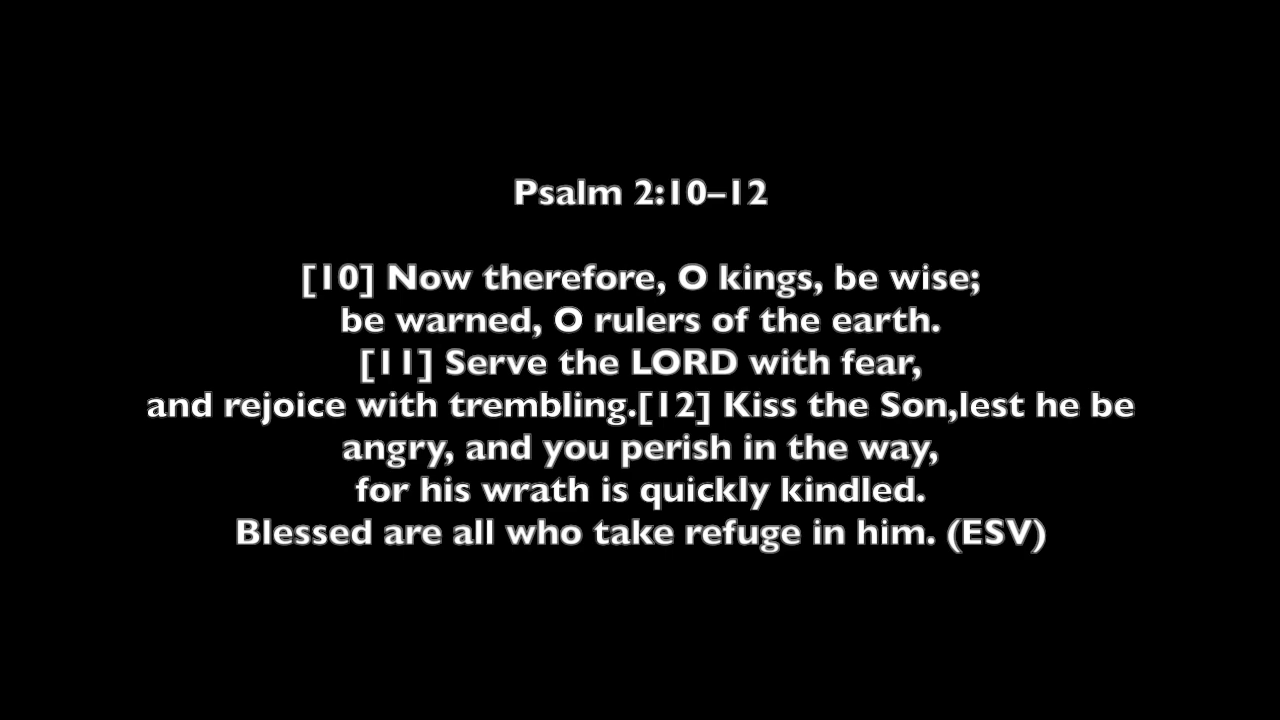 Psalm 2:10–12
[10] Now therefore, O kings, be wise;
be warned, O rulers of the earth.
[11] Serve the LORD with fear,
and rejoice with trembling.[12] Kiss the Son,lest he be
angry, and you perish in the way,
for his wrath is quickly kindled.
Blessed are all who take refuge in him. (ESV)